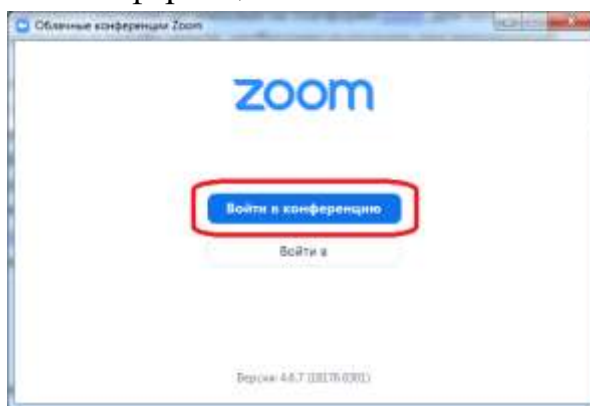 Облачные конференции Zoom
zoom
Войти в конференцию
Войти в
Версия: 4.6.7